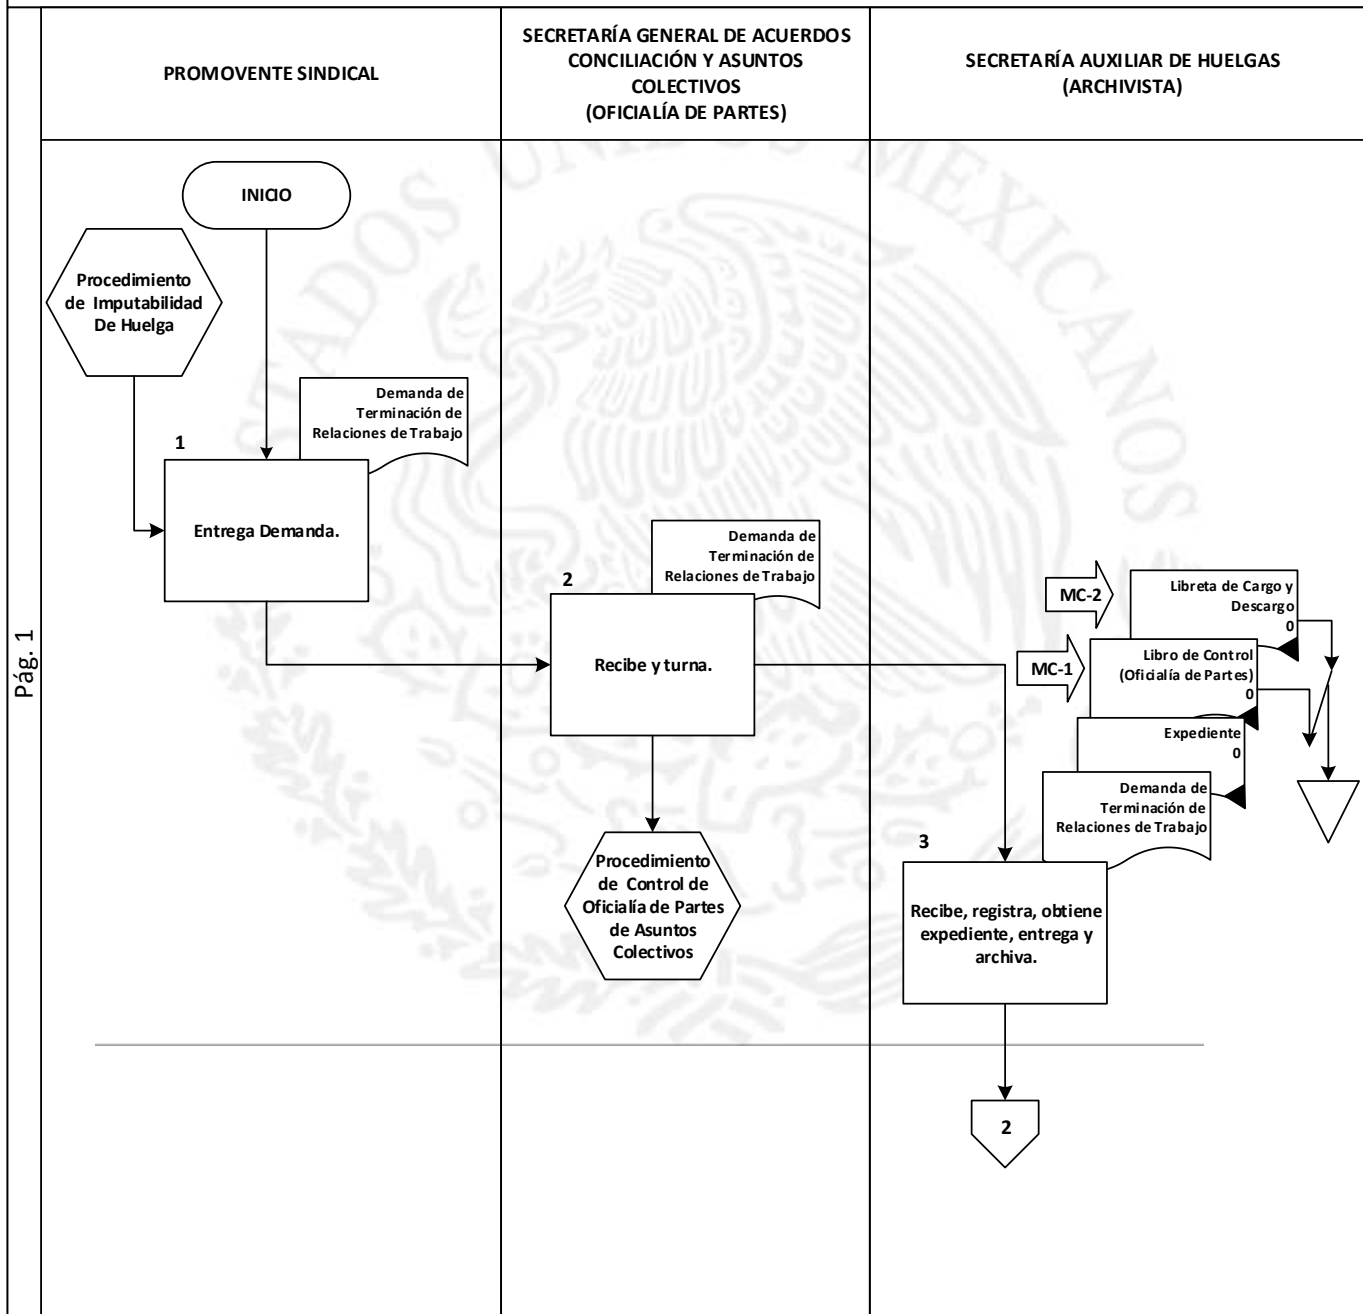 PROMOVENTE SINDICAL
SECRETARÍA GENERAL DE ACUERDOS
CONCILIACIÓN Y ASUNTOS
COLECTIVOS
(OFICIALÍA DE PARTES)
SECRETARÍA AUXILIAR DE HUELGAS
(ARCHIVISTA)
ESTADOS UNIDOS MEXICANOS
INICIO
Procedimiento
de Imputabilidad
De Huelga
Demanda de
Terminación de
Relaciones de Trabajo
1
Entrega Demanda.
Demanda de
Terminación de
Relaciones de Trabajo
2
Recibe y turna.
Procedimiento
de Control de
Oficialía de Partes
de Asuntos
Colectivos
MC-2
Libreta de Cargo y
Descargo
0
MC-1
Libro de Control
(Oficialía de Partes)
0
Expediente
0
Demanda de
Terminación de
Relaciones de Trabajo
3
Recibe, registra, obtiene
expediente, entrega y
archiva.
2
Pág. 1